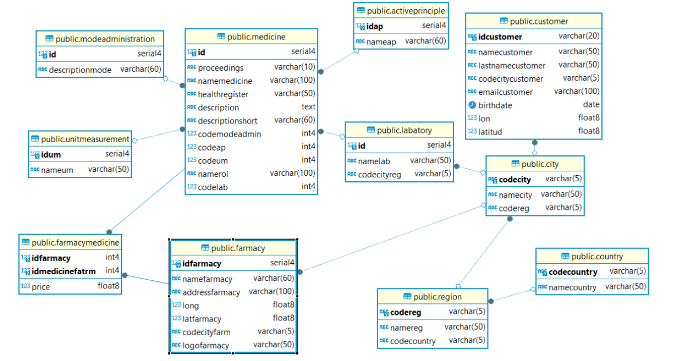 public.modeadministration
id serial4
descriptionmode varchar(60)
public.unitmeasurement
idum serial4
nameum varchar(50)
public.medicine
id serial4
proceedings varchar(10)
namemedicine varchar(100)
healthregister varchar(50)
description text
descriptionshort varchar(60)
codemodeadmin int4
codeap int4
codeum int4
namerol varchar(100)
codelab int4
public.activeprinciple
idap serial4
nameap varchar(60)
public.labatory
id serial4
namelab varchar(50)
codecityreg varchar(5)
public.customer
idcustomer varchar(20)
namecustomer varchar(50)
lastnamecustomer varchar(50)
codecitycustomer varchar(5)
emailcustomer varchar(100)
birthdate date
lon float8
latitud float8
public.city
codecity varchar(5)
namecity varchar(50)
codereg varchar(5)
public.farmacymedicine
idfarmacy int4
idmedicinefatrm int4
price float8
public.farmacy
idfarmacy serial4
namefarmacy varchar(60)
addressfarmacy varchar(100)
long float8
latfarmacy float8
codecityfarm varchar(5)
logofarmacy varchar(50)
public.region
codereg varchar(5)
namereg varchar(50)
codecountry varchar(5)
public.country
codecountry varchar(5)
namecountry varchar(50)